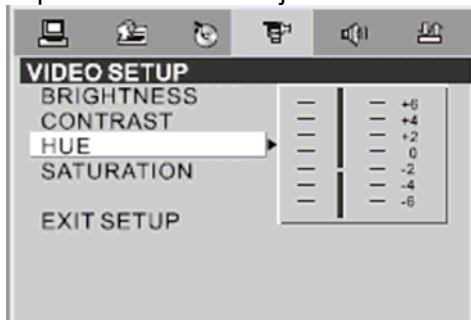 VIDEO SETUP
BRIGHTNESS
CONTRAST
HUE
SATURATION
EXIT SETUP
+6
+4
+2
0
-2
-4
-6